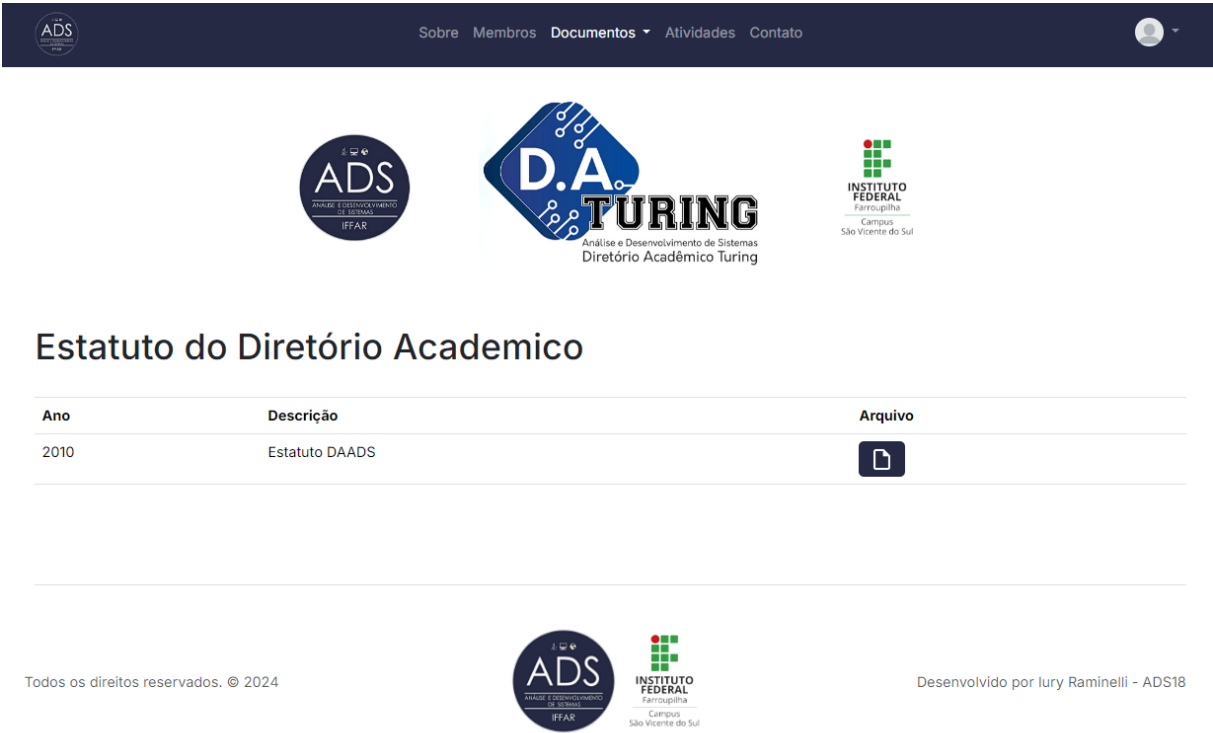 ADS
Sobre Membros Documentos Atividades Contato
ADS
ANÁLISE E DESENVOLVIMENTO
DE SISTEMAS
IFFAR
D.A
TURING
Análise e Desenvolvimento de Sistemas
Diretório Acadêmico Turing
INSTITUTO
FEDERAL
Farroupilha
Campus
São Vicente do Sul
Estatuto do Diretório Academico
Ano Descrição Arquivo
2010 Estatuto DAADS
Todos os direitos reservados. © 2024
ADS
ANÁLISE E DESENVOLVIMENTO
DE SISTEMAS
IFFAR
INSTITUTO
FEDERAL
Farroupilha
Campus
São Vicente do Sul
Desenvolvido por Iury Raminelli - ADS18